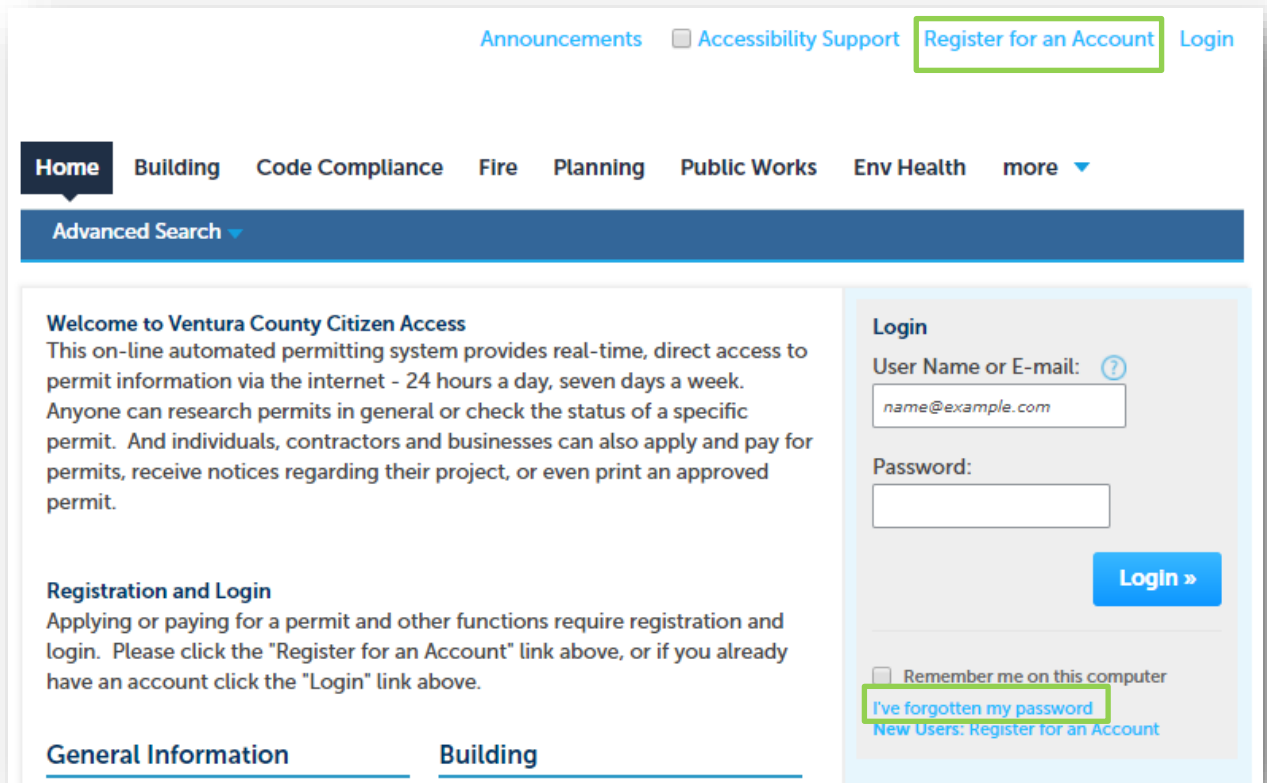 Announcements Accessibility Support Register for an Account Login
Home Building Code Compliance Fire Planning Public Works Env Health more
Advanced Search
Welcome to Ventura County Citizen Access
This on-line automated permitting system provides real-time, direct access to
permit information via the internet - 24 hours a day, seven days a week.
Anyone can research permits in general or check the status of a specific
permit. And individuals, contractors and businesses can also apply and pay for
permits, receive notices regarding their project, or even print an approved
permit.
Registration and Login
Applying or paying for a permit and other functions require registration and
login. Please click the "Register for an Account" link above, or if you already
have an account click the "Login" link above.
General Information
Building
Login
User Name or E-mail: ?
name@example.com
Password:
Login »
Remember me on this computer
I've forgotten my password
New Users: Register for an Account